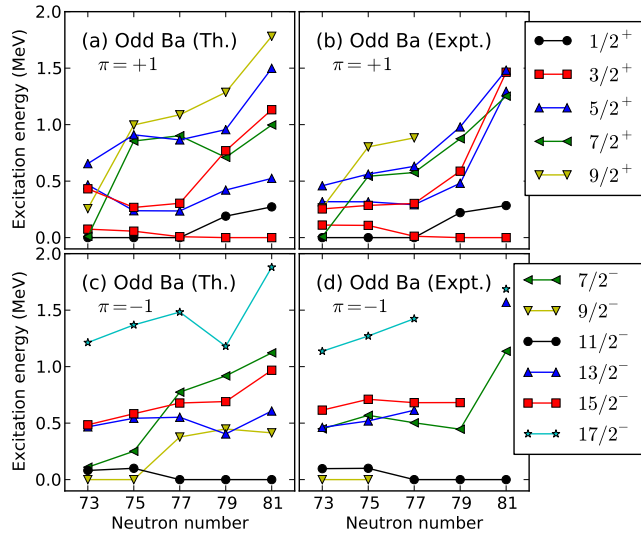 (a) Odd Ba (Th.)
π=+1
(b) Odd Ba (Expt.)
π=+1
1/2⁺
3/2⁺
5/2⁺
7/2⁺
9/2⁺
Excitation energy (MeV)
2.0
1.5
1.0
0.5
0.0
(c) Odd Ba (Th.)
π=−1
(d) Odd Ba (Expt.)
π=−1
7/2⁻
9/2⁻
11/2⁻
13/2⁻
15/2⁻
17/2⁻
Excitation energy (MeV)
2.0
1.5
1.0
0.5
0.0
73 75 77 79 81
73 75 77 79 81
Neutron number
Neutron number